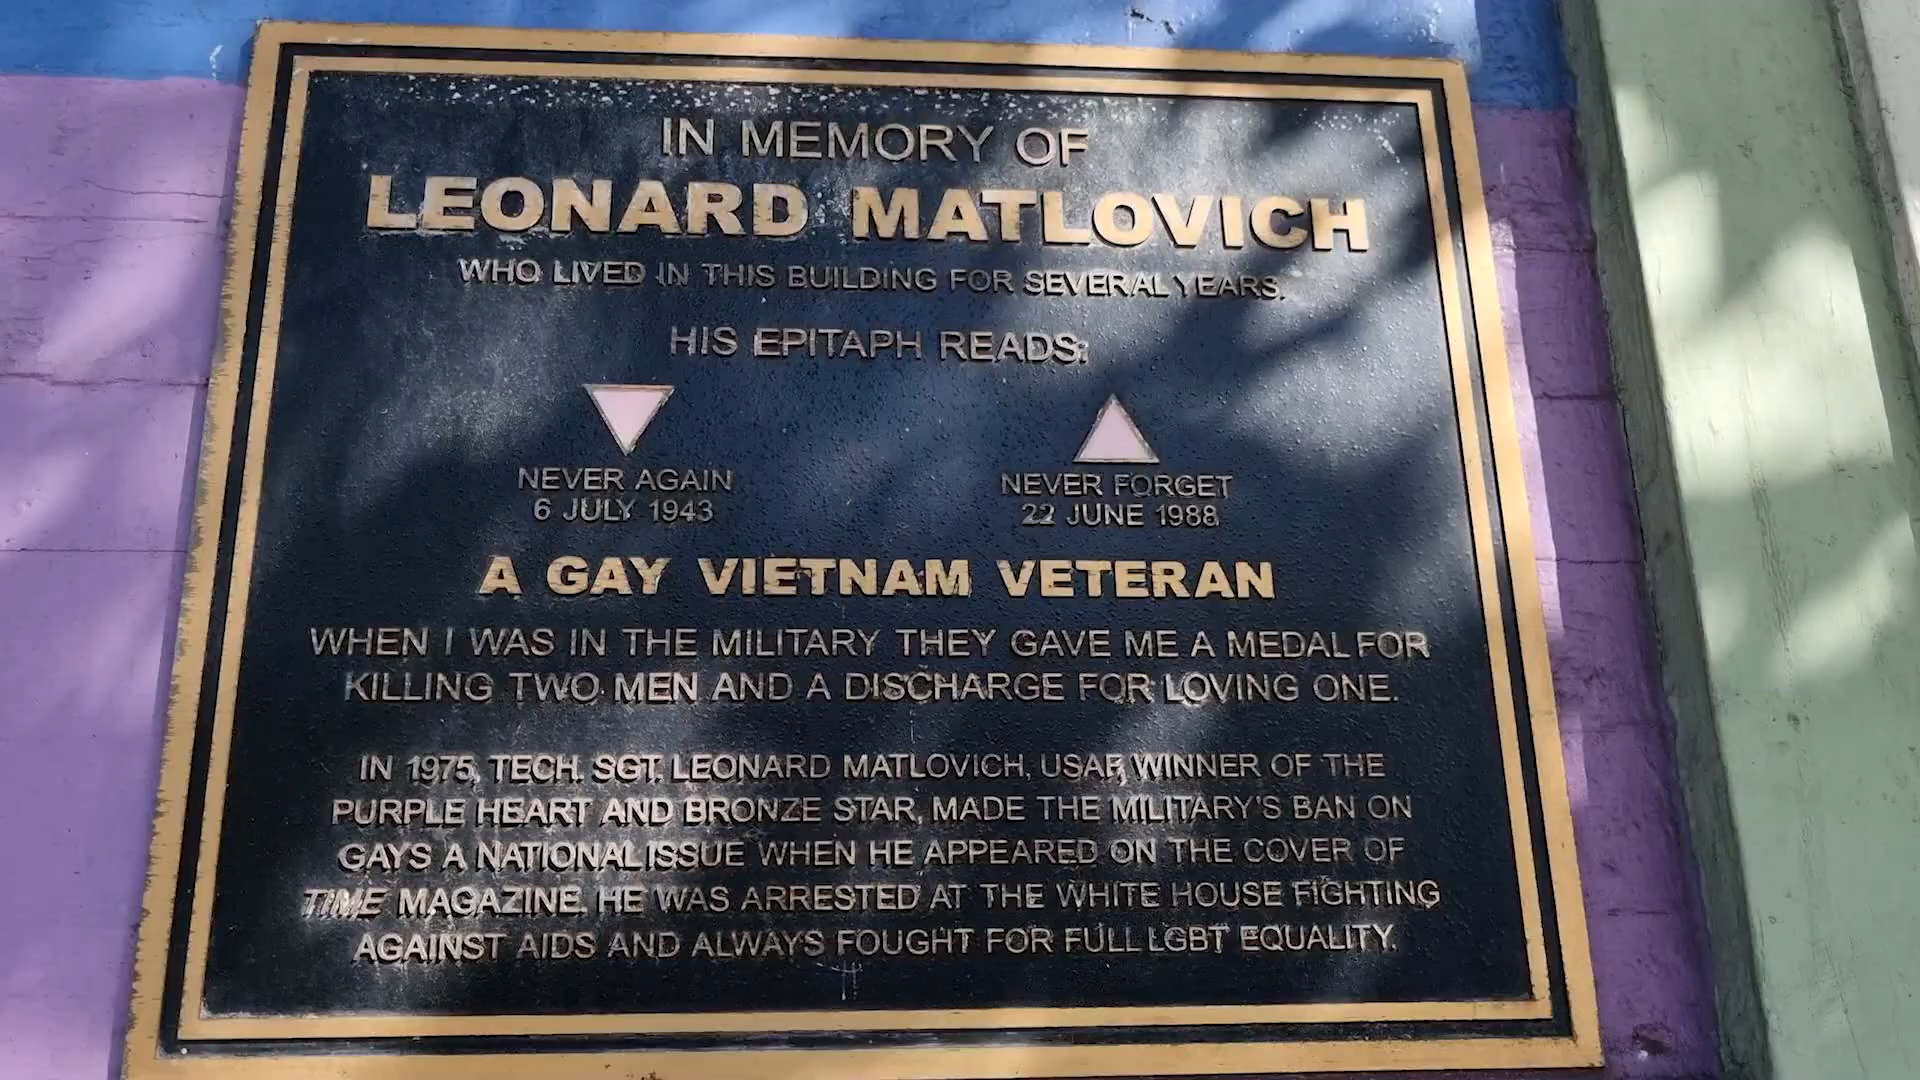 IN MEMORY OF
LEONARD MATLOVICH
WHO LIVED IN THIS BUILDING FOR SEVERAL YEARS.
HIS EPITAPH READS:
NEVER AGAIN
6 JULY 1943
NEVER FORGET
22 JUNE 1988
A GAY VIETNAM VETERAN
WHEN I WAS IN THE MILITARY THEY GAVE ME A MEDAL FOR
KILLING TWO MEN AND A DISCHARGE FOR LOVING ONE.
IN 1975, TECH. SGT. LEONARD MATLOVICH, USAF, WINNER OF THE
PURPLE HEART AND BRONZE STAR, MADE THE MILITARY'S BAN ON
GAYS A NATIONAL ISSUE WHEN HE APPEARED ON THE COVER OF
TIME MAGAZINE. HE WAS ARRESTED AT THE WHITE HOUSE FIGHTING
AGAINST AIDS AND ALWAYS FOUGHT FOR FULL LGBT EQUALITY.